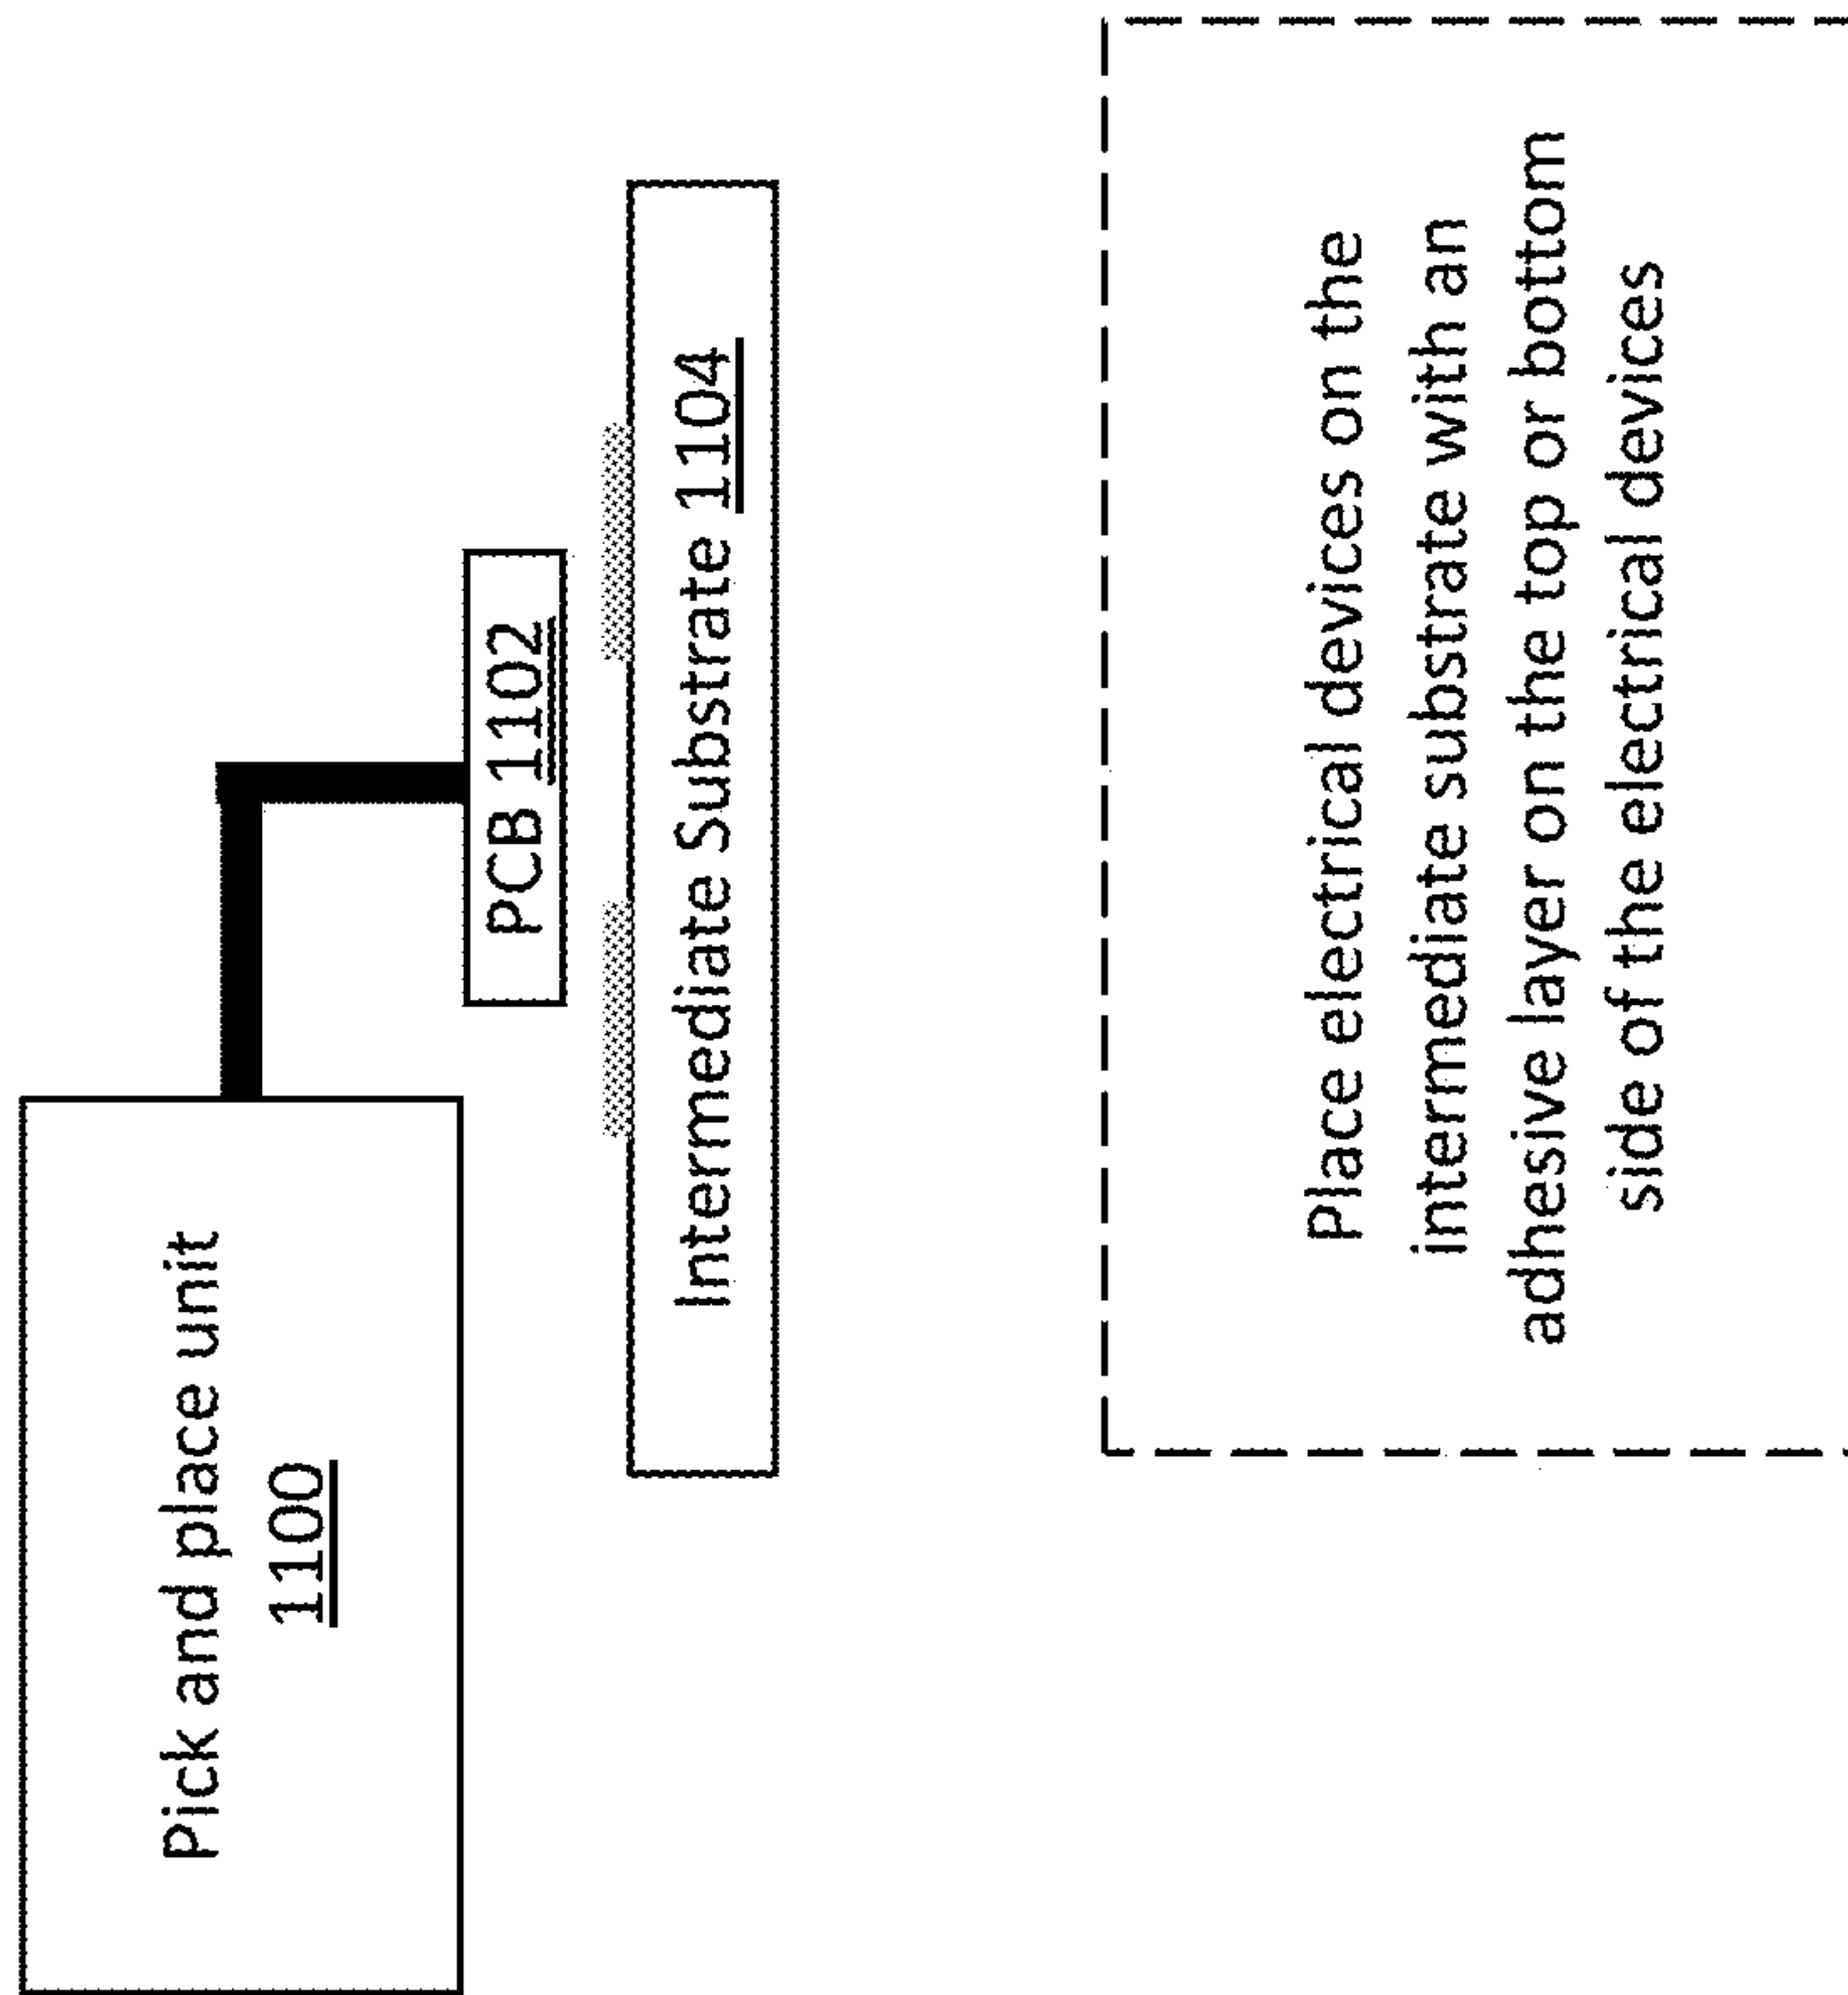 Pick and place unit
1100
PCB 1102
Intermediate Substrate 1104
Place electrical devices on the
intermediate substrate with an
adhesive layer on the top or bottom
side of the electrical devices